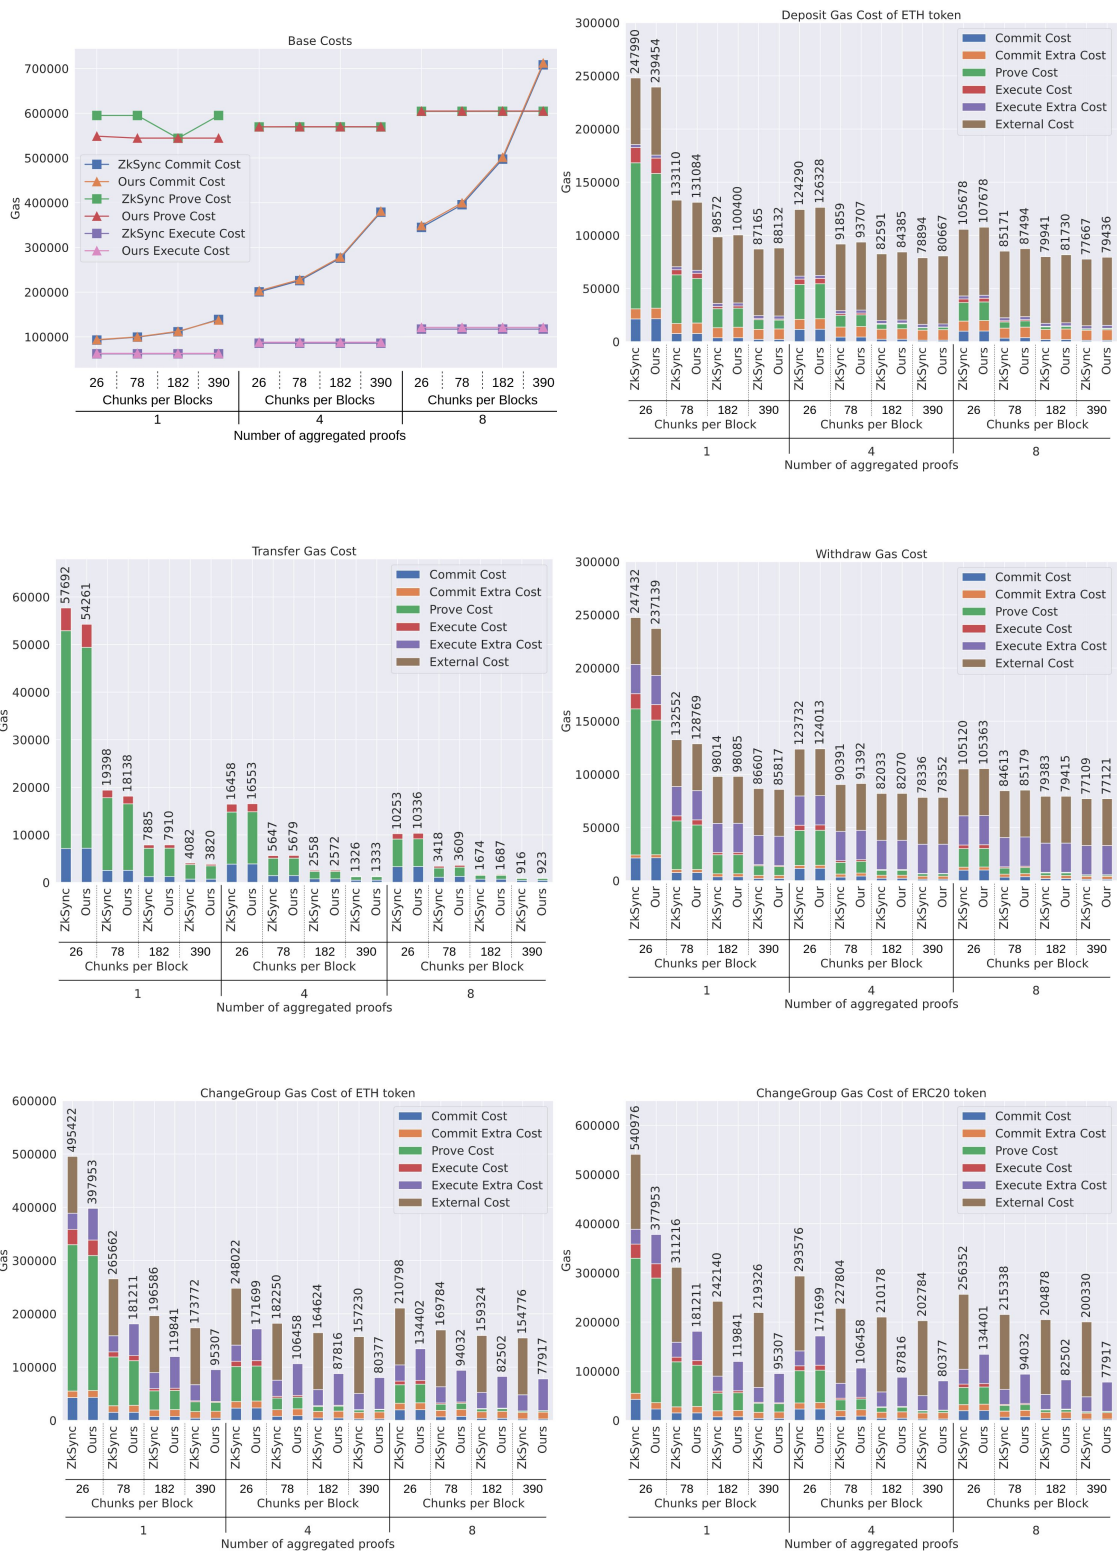 Base Costs
700000
600000
500000
400000
300000
200000
100000
Gas
ZkSync Commit Cost
Ours Commit Cost
ZkSync Prove Cost
Ours Prove Cost
ZkSync Execute Cost
Ours Execute Cost
26 78 182 390 26 78 182 390 26 78 182 390
Chunks per Blocks Chunks per Blocks Chunks per Blocks
1 4 8
Number of aggregated proofs
Deposit Gas Cost of ETH token
300000
250000
200000
150000
100000
50000
0
Gas
Commit Cost
Commit Extra Cost
Prove Cost
Execute Cost
Execute Extra Cost
External Cost
247990 239454 133110 131084 98572 100400 87165 88132 124290 126328 91859 93707 82591 84385 78894 80667 105678 107678 85171 87494 79941 81730 77667 79436
ZkSync Ours ZkSync Ours ZkSync Ours ZkSync Ours ZkSync Ours ZkSync Ours ZkSync Ours ZkSync Ours ZkSync Ours ZkSync Ours ZkSync Ours ZkSync Ours
26 78 182 390 26 78 182 390 26 78 182 390
Chunks per Block Chunks per Block Chunks per Block
1 4 8
Number of aggregated proofs
Transfer Gas Cost
60000
50000
40000
30000
20000
10000
0
Gas
Commit Cost
Commit Extra Cost
Prove Cost
Execute Cost
Execute Extra Cost
External Cost
57692 54261 19398 18138 7885 7910 4082 3820 16458 16553 5647 5679 2558 2572 1326 1333 10253 10336 3418 3609 1674 1687 916 923
ZkSync Ours ZkSync Ours ZkSync Ours ZkSync Ours ZkSync Ours ZkSync Ours ZkSync Ours ZkSync Ours ZkSync Ours ZkSync Ours ZkSync Ours ZkSync Ours
26 78 182 390 26 78 182 390 26 78 182 390
Chunks per Block Chunks per Block Chunks per Block
1 4 8
Number of aggregated proofs
Withdraw Gas Cost
300000
250000
200000
150000
100000
50000
0
Gas
Commit Cost
Commit Extra Cost
Prove Cost
Execute Cost
Execute Extra Cost
External Cost
247432 237139 132552 128769 98014 98085 86607 85817 123732 124013 90391 91392 82033 82070 78336 78352 105120 105363 84613 85179 79383 79415 77109 77121
ZkSync Our ZkSync Our ZkSync Our ZkSync Our ZkSync Our ZkSync Our ZkSync Our ZkSync Our ZkSync Our ZkSync Our ZkSync Our ZkSync Our
26 78 182 390 26 78 182 390 26 78 182 390
Chunks per Block Chunks per Block Chunks per Block
1 4 8
Number of aggregated proofs
ChangeGroup Gas Cost of ETH token
600000
500000
400000
300000
200000
100000
0
Gas
Commit Cost
Commit Extra Cost
Prove Cost
Execute Cost
Execute Extra Cost
External Cost
495422 397953 265662 181211 196586 119841 173772 95307 248022 171699 182250 106458 164624 87816 157230 80377 210798 134402 169784 94032 159324 82502 154776 77917
ZkSync Ours ZkSync Ours ZkSync Ours ZkSync Ours ZkSync Ours ZkSync Ours ZkSync Ours ZkSync Ours ZkSync Ours ZkSync Ours ZkSync Ours ZkSync Ours
26 78 182 390 26 78 182 390 26 78 182 390
Chunks per Block Chunks per Block Chunks per Block
1 4 8
Number of aggregated proofs
ChangeGroup Gas Cost of ERC20 token
600000
500000
400000
300000
200000
100000
0
Gas
Commit Cost
Commit Extra Cost
Prove Cost
Execute Cost
Execute Extra Cost
External Cost
540976 377953 311216 181211 242140 119841 219326 95307 293576 171699 227804 106458 210178 87816 202784 80377 256352 134401 215338 94032 204878 82502 200330 77917
ZkSync Ours ZkSync Ours ZkSync Ours ZkSync Ours ZkSync Ours ZkSync Ours ZkSync Ours ZkSync Ours ZkSync Ours ZkSync Ours ZkSync Ours ZkSync Ours
26 78 182 390 26 78 182 390 26 78 182 390
Chunks per Block Chunks per Block Chunks per Block
1 4 8
Number of aggregated proofs